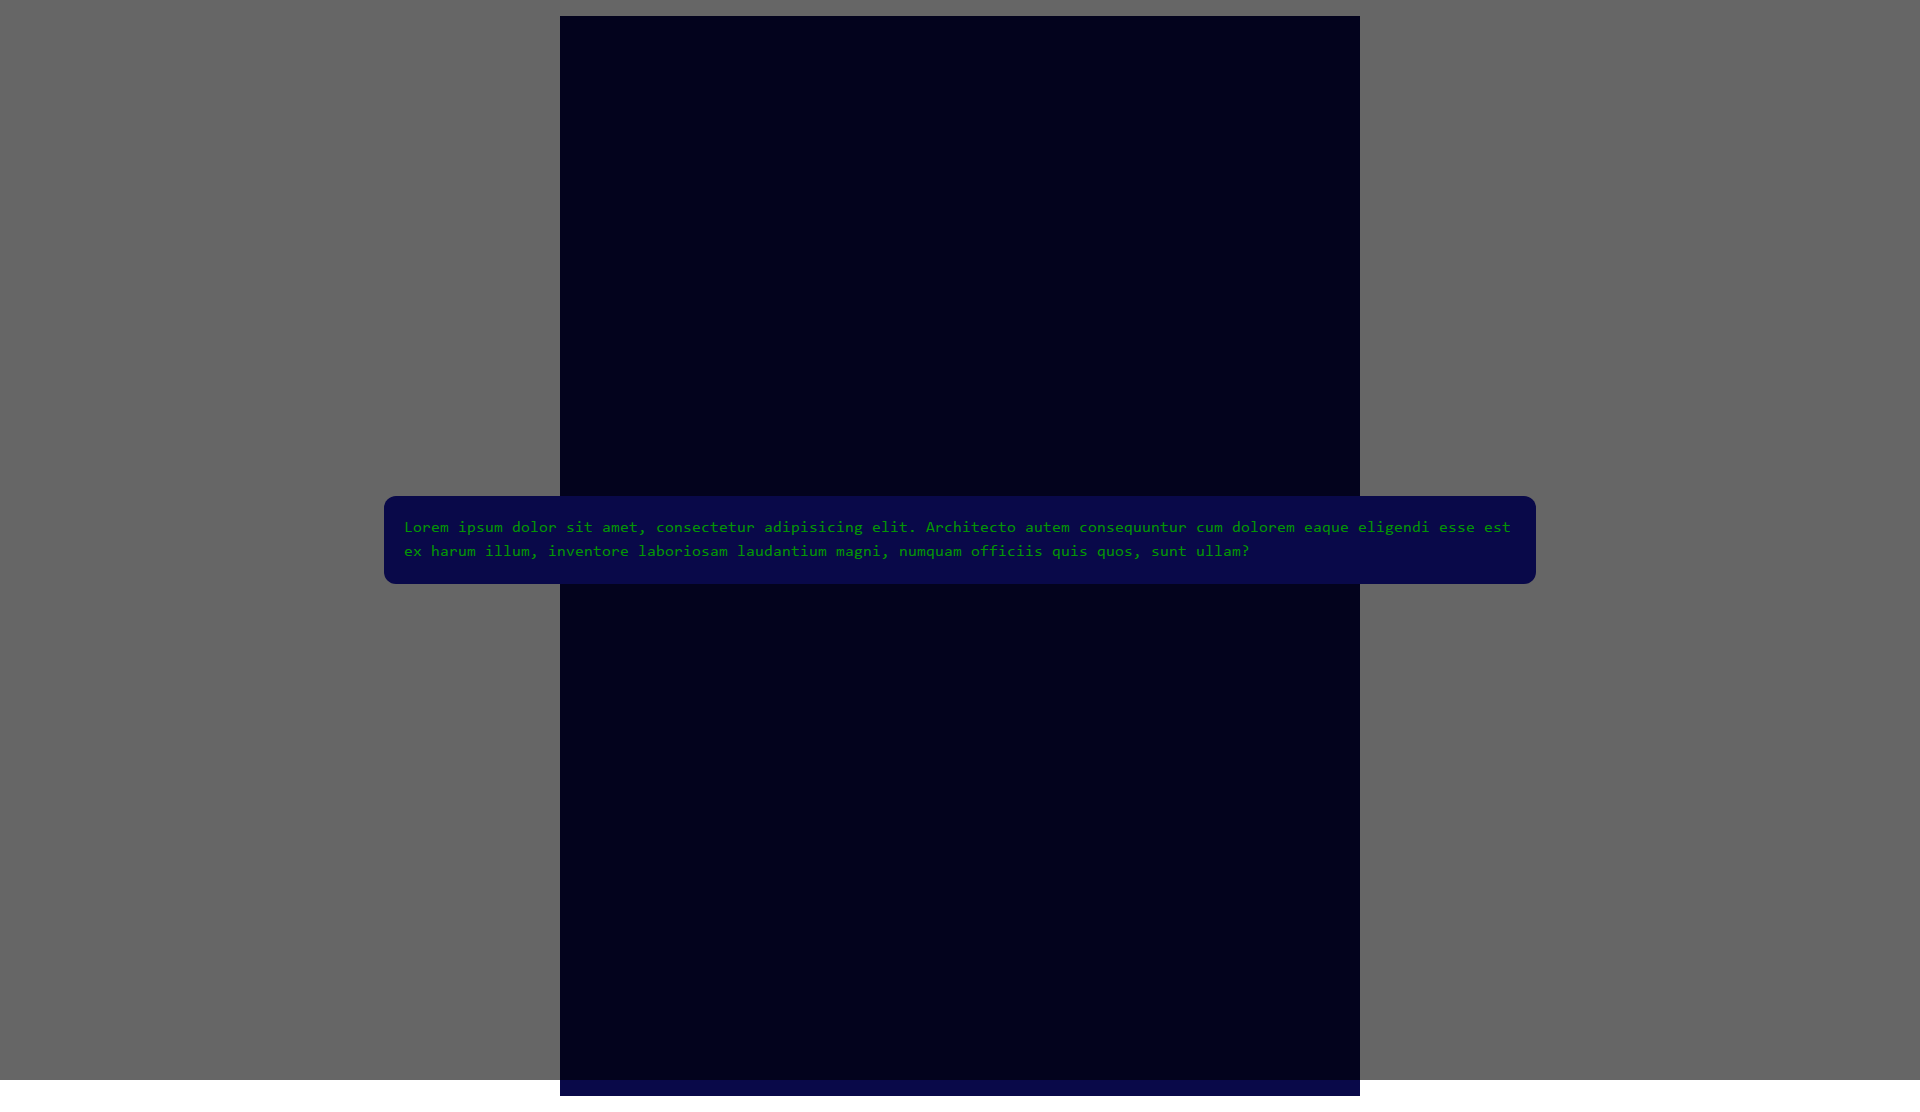 Lorem ipsum dolor sit amet, consectetur adipisicing elit. Architecto autem consequuntur cum dolorem eaque eligendi esse est
ex harum illum, inventore laboriosam laudantium magni, numquam officiis quis quos, sunt ullam?